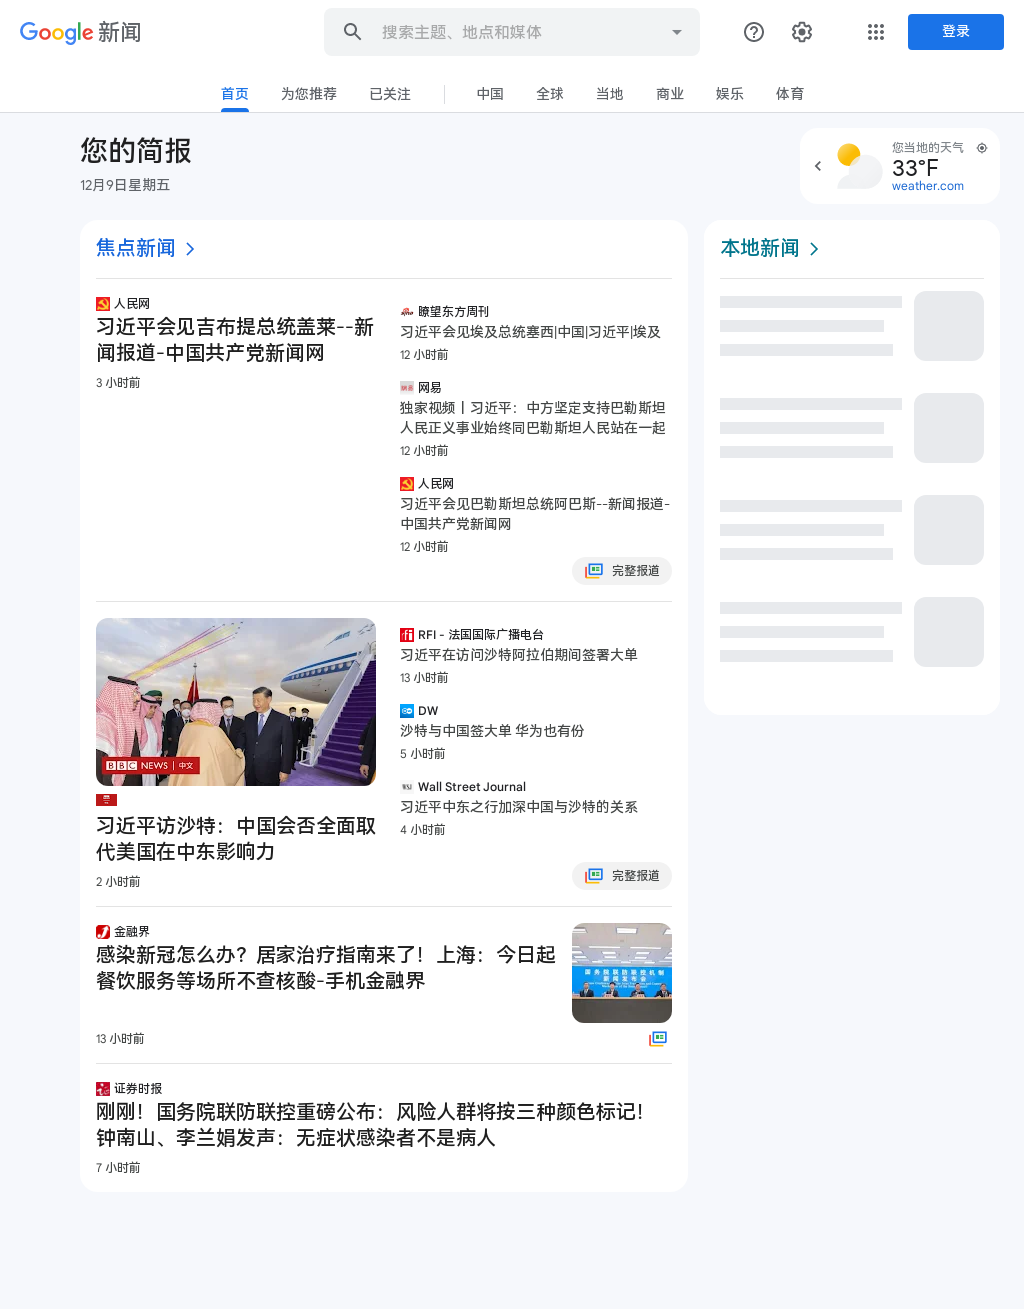 Google 新闻
搜索主题、地点和媒体
登录
首页
为您推荐
已关注
中国
全球
当地
商业
娱乐
体育
您的简报
12月9日星期五
您当地的天气
33°F
weather.com
焦点新闻
人民网
习近平会见吉布提总统盖莱--新
闻报道-中国共产党新闻网
3 小时前
瞭望东方周刊
习近平会见埃及总统塞西|中国|习近平|埃及
12 小时前
网易
独家视频丨习近平：中方坚定支持巴勒斯坦
人民正义事业始终同巴勒斯坦人民站在一起
12 小时前
人民网
习近平会见巴勒斯坦总统阿巴斯--新闻报道-
中国共产党新闻网
12 小时前
完整报道
BBC NEWS | 中文
习近平访沙特：中国会否全面取
代美国在中东影响力
2 小时前
RFI - 法国国际广播电台
习近平在访问沙特阿拉伯期间签署大单
13 小时前
DW
沙特与中国签大单 华为也有份
5 小时前
Wall Street Journal
习近平中东之行加深中国与沙特的关系
4 小时前
完整报道
金融界
感染新冠怎么办？居家治疗指南来了！上海：今日起
餐饮服务等场所不查核酸-手机金融界
13 小时前
国务院联防联控机制
新闻发布会
证券时报
刚刚！国务院联防联控重磅公布：风险人群将按三种颜色标记！
钟南山、李兰娟发声：无症状感染者不是病人
7 小时前
本地新闻